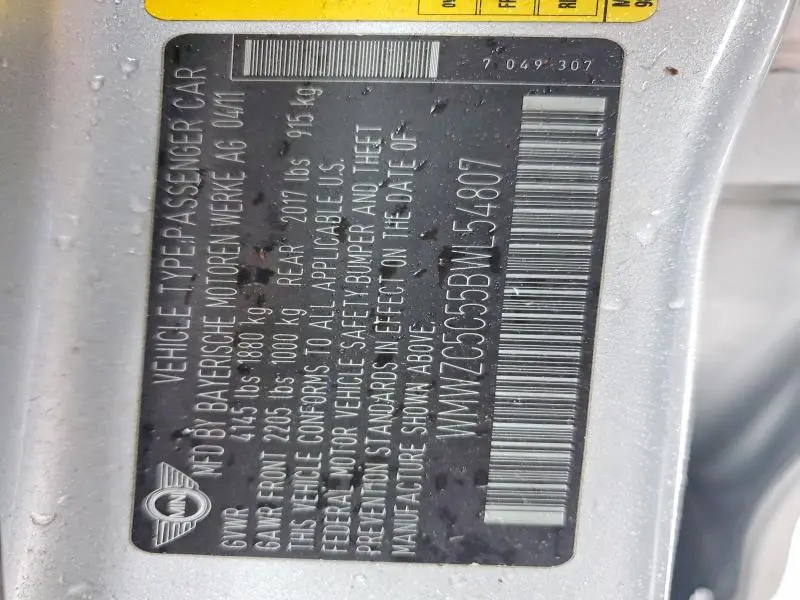 MINI
VEHICLE TYPE:PASSENGER CAR
MFD BY BAYERISCHE MOTOREN WERKE AG 04/11
GVWR 4145 lbs 1880 kg
GAWR FRONT 2205 lbs 1000 kg REAR 2017 lbs 915 kg
THIS VEHICLE CONFORMS TO ALL APPLICABLE U.S.
FEDERAL MOTOR VEHICLE SAFETY,BUMPER AND THEFT
PREVENTION STANDARDS IN EFFECT ON THE DATE OF
MANUFACTURE SHOWN ABOVE.
WMWZC5C55BWL54807
7 049 307